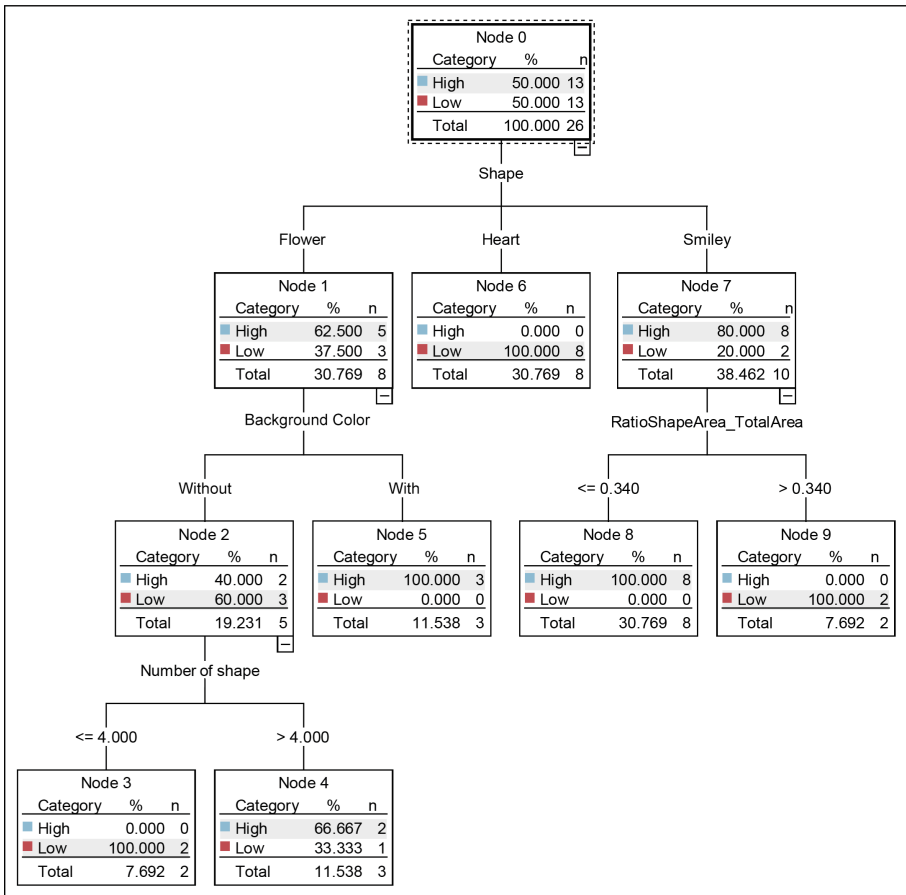 Node 0
Category % n
High 50.000 13
Low 50.000 13
Total 100.000 26
Shape
Flower
Heart
Smiley
Node 1
Category % n
High 62.500 5
Low 37.500 3
Total 30.769 8
Node 6
Category % n
High 0.000 0
Low 100.000 8
Total 30.769 8
Node 7
Category % n
High 80.000 8
Low 20.000 2
Total 38.462 10
Background Color
RatioShapeArea_TotalArea
Without
With
<= 0.340
> 0.340
Node 2
Category % n
High 40.000 2
Low 60.000 3
Total 19.231 5
Node 5
Category % n
High 100.000 3
Low 0.000 0
Total 11.538 3
Node 8
Category % n
High 100.000 8
Low 0.000 0
Total 30.769 8
Node 9
Category % n
High 0.000 0
Low 100.000 2
Total 7.692 2
Number of shape
<= 4.000
> 4.000
Node 3
Category % n
High 0.000 0
Low 100.000 2
Total 7.692 2
Node 4
Category % n
High 66.667 2
Low 33.333 1
Total 11.538 3